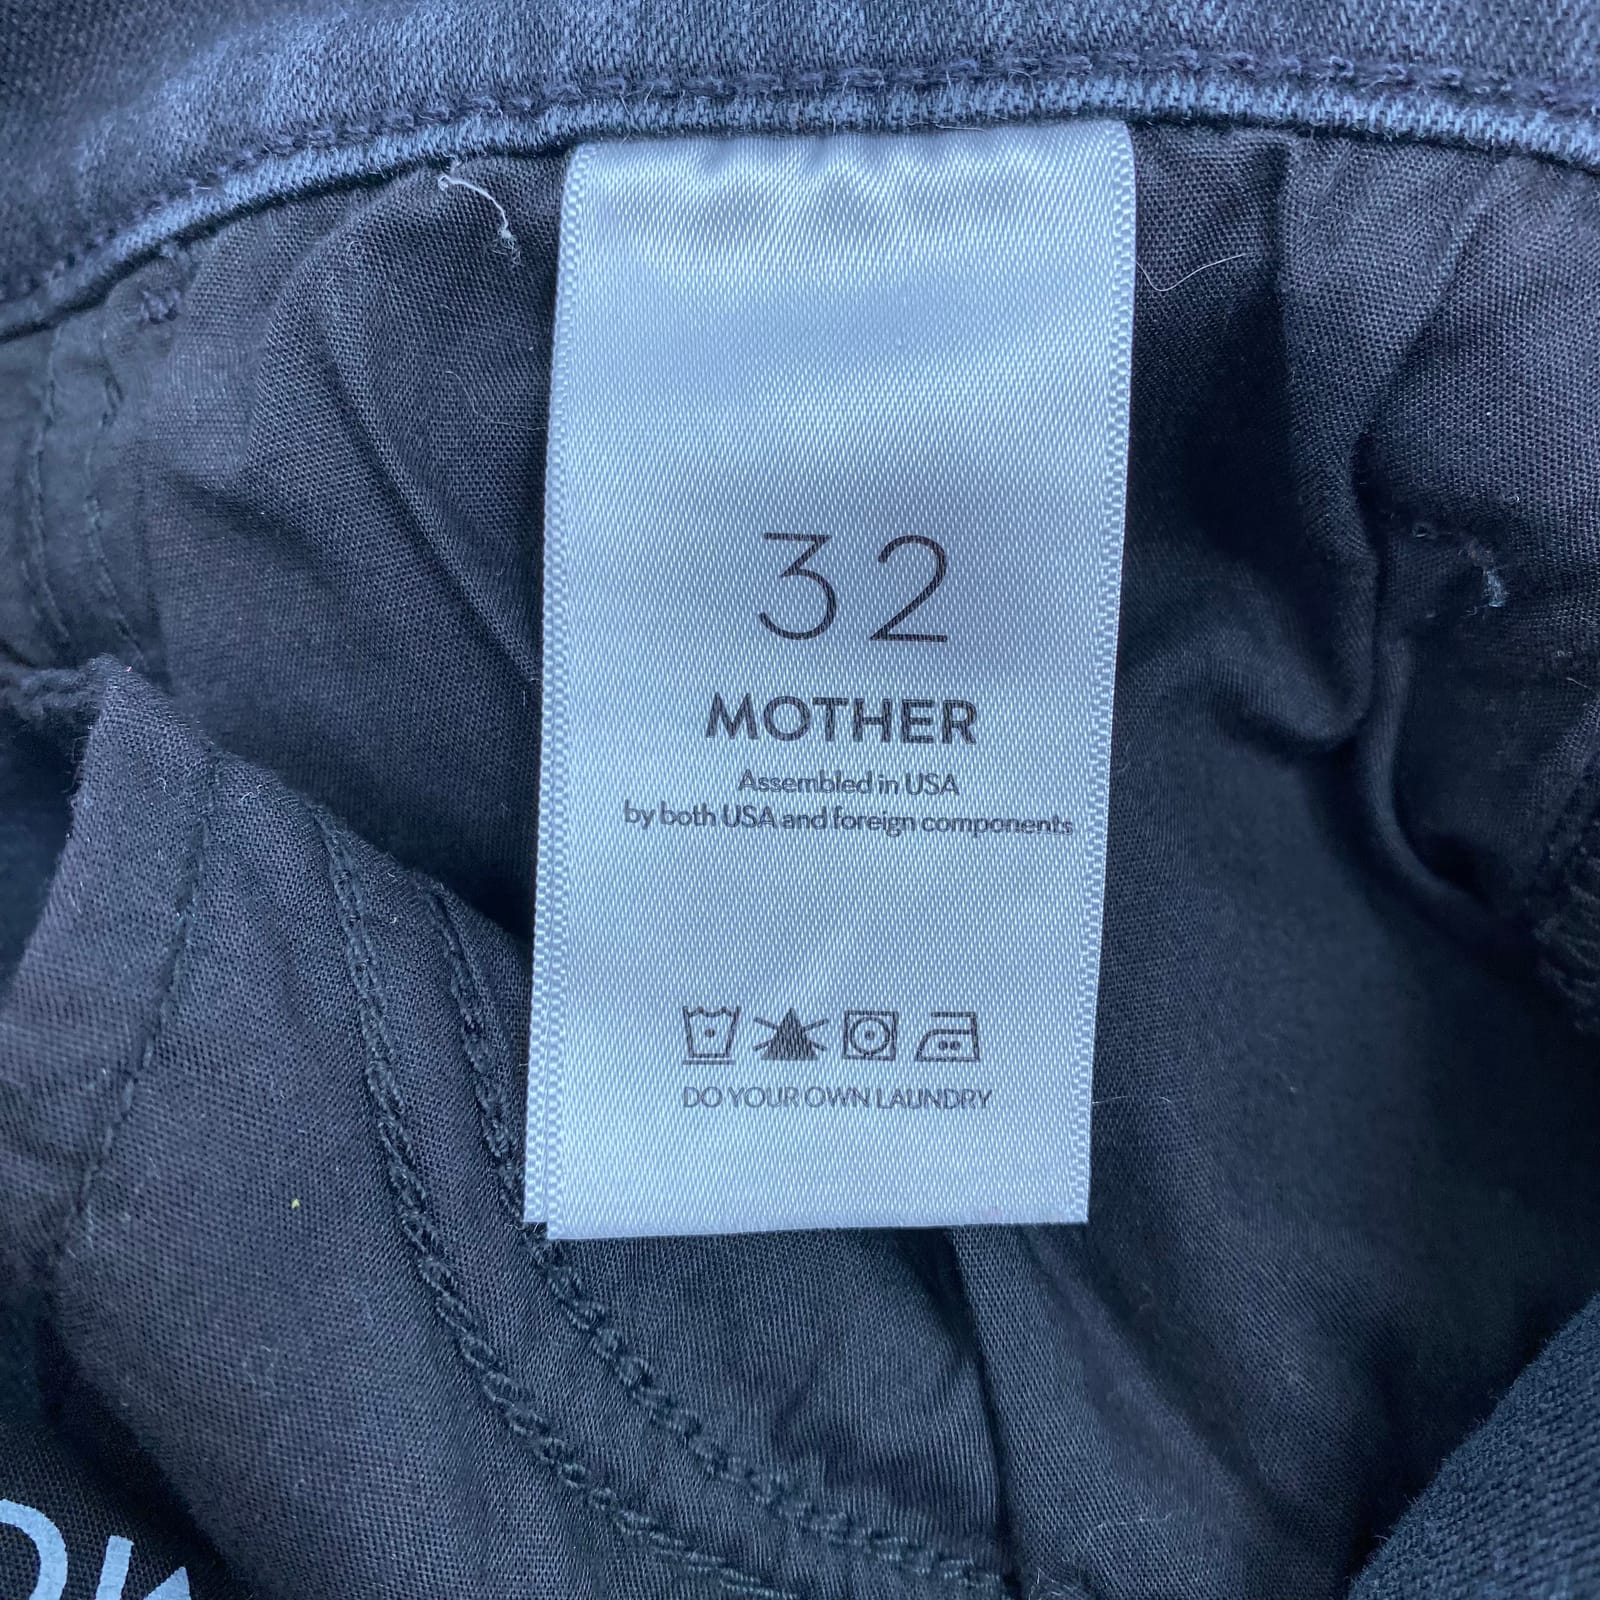 32
MOTHER
Assembled in USA
by both USA and foreign components
DO YOUR OWN LAUNDRY